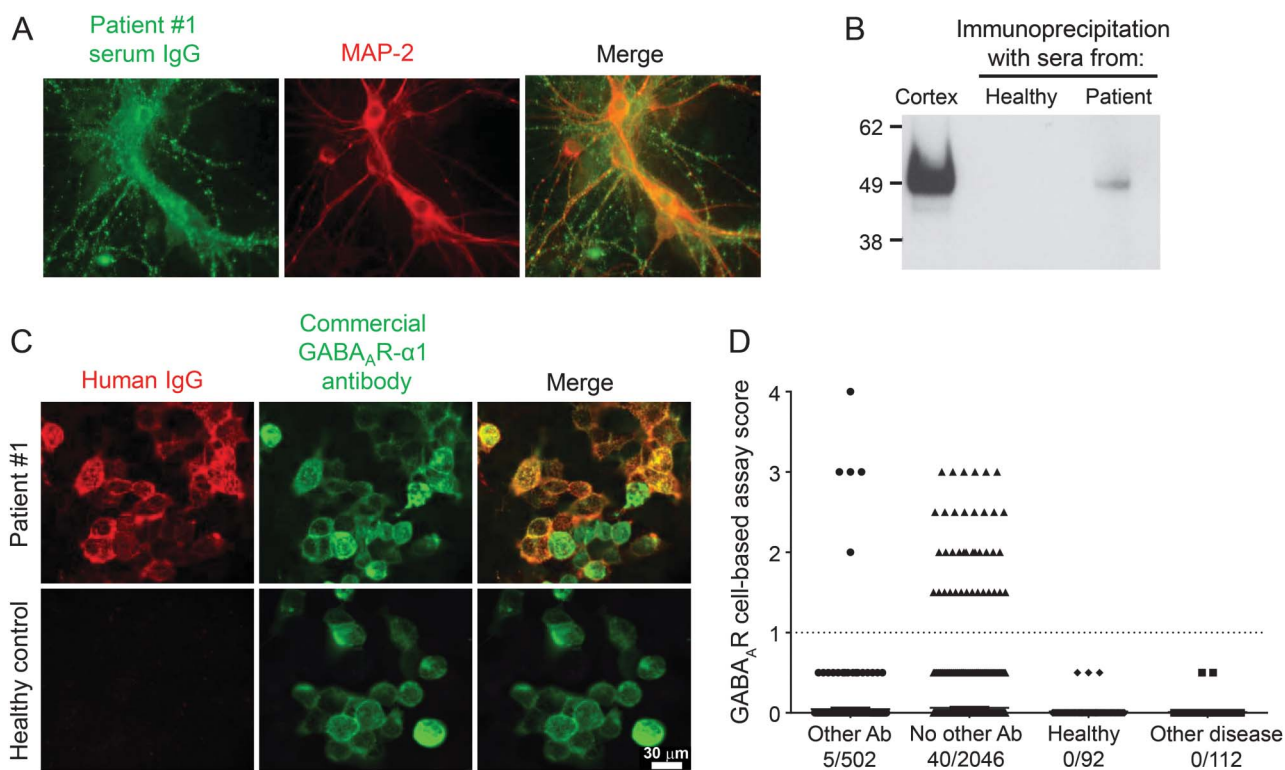 A
Patient #1
serum IgG
MAP-2
Merge
B
Immunoprecipitation
with sera from:
Cortex
Healthy
Patient
62
49
38
C
Human IgG
Commercial
GABA_AR-α1
antibody
Merge
Patient #1
Healthy control
30 μm
D
GABA_AR cell-based assay score
4
3
2
1
0
Other Ab
5/502
No other Ab
40/2046
Healthy
0/92
Other disease
0/112